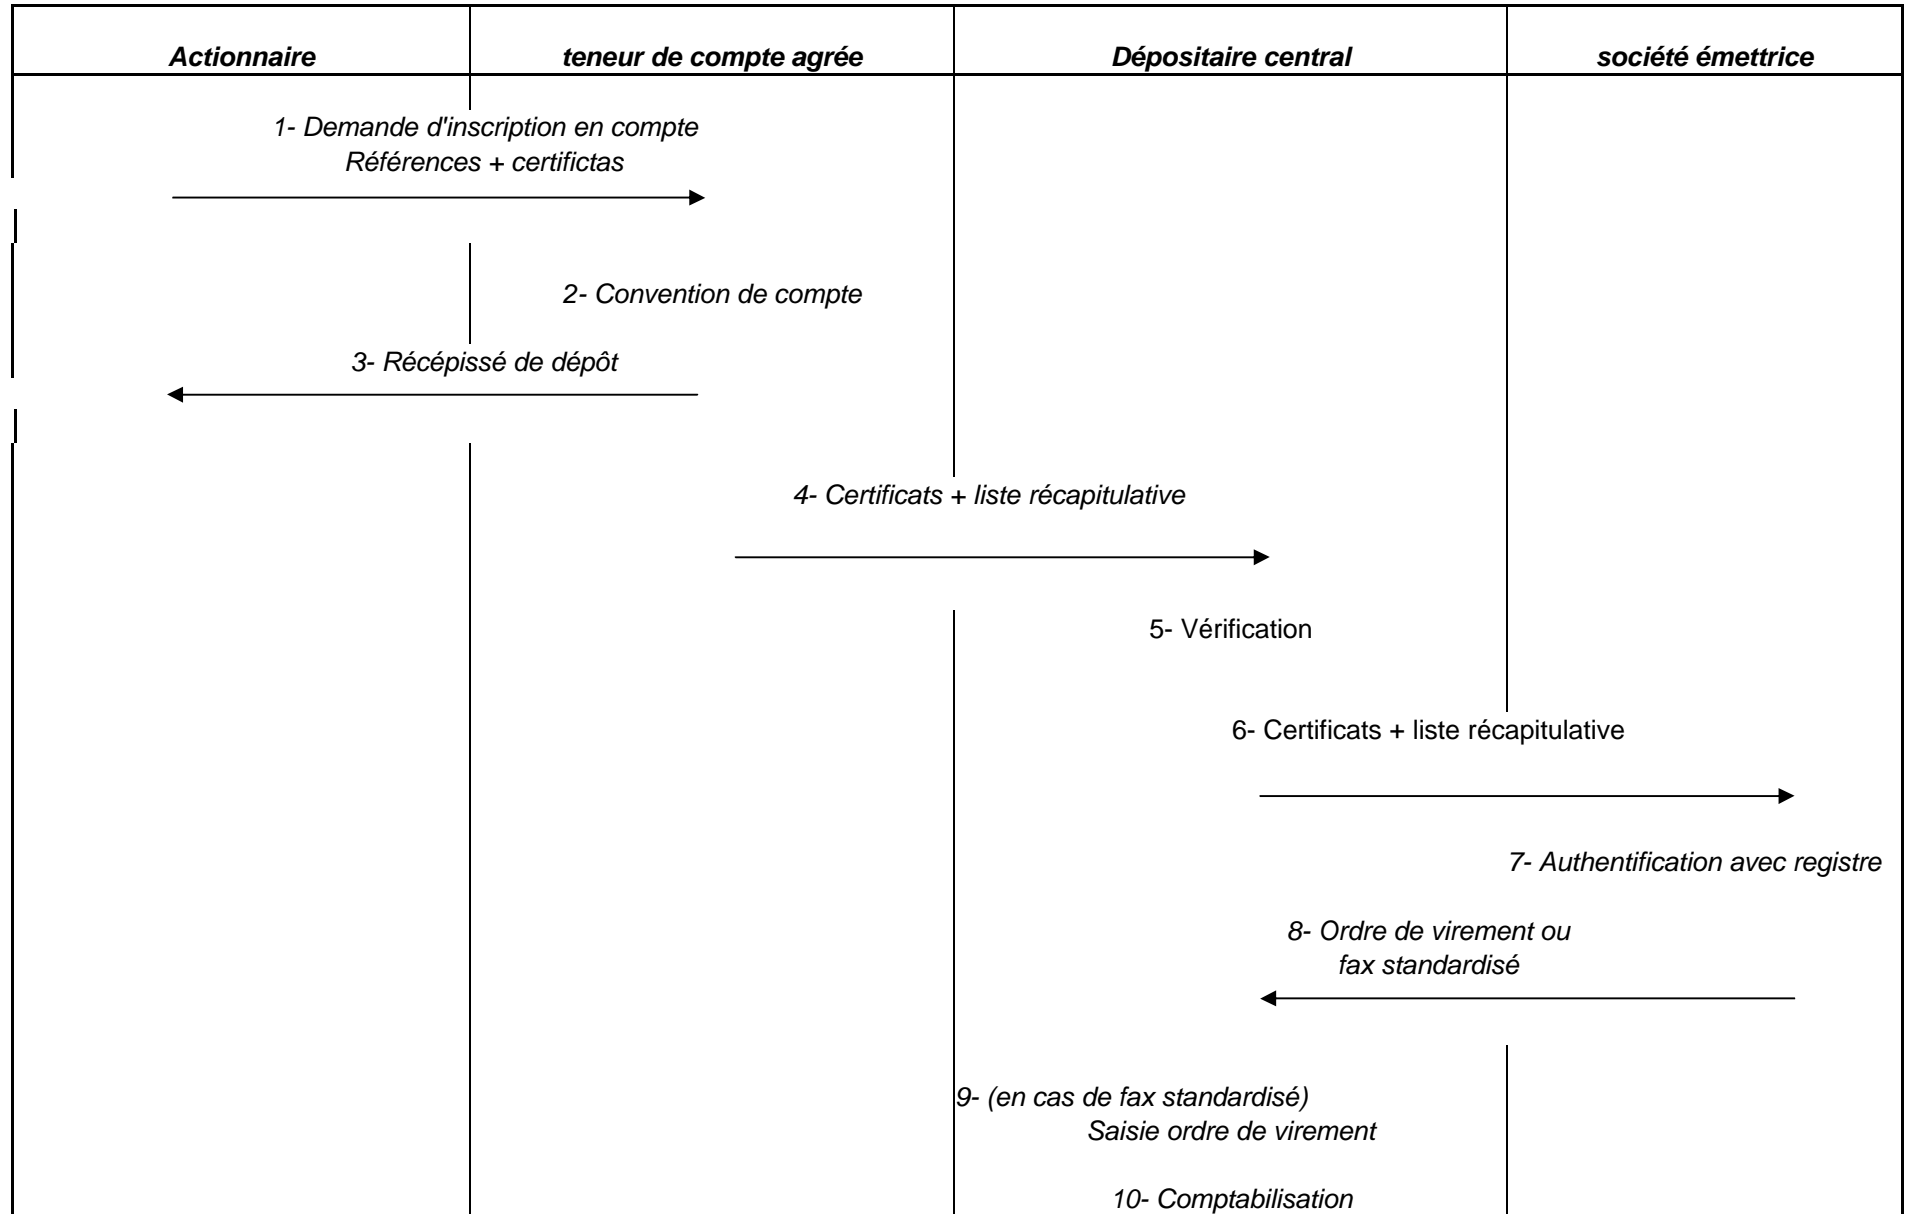 Actionnaire
teneur de compte agrée
Dépositaire central
société émettrice
1- Demande d'inscription en compte
Références + certifictas
2- Convention de compte
3- Récépissé de dépôt
4- Certificats + liste récapitulative
5- Vérification
6- Certificats + liste récapitulative
7- Authentification avec registre
8- Ordre de virement ou
fax standardisé
9- (en cas de fax standardisé)
Saisie ordre de virement
10- Comptabilisation